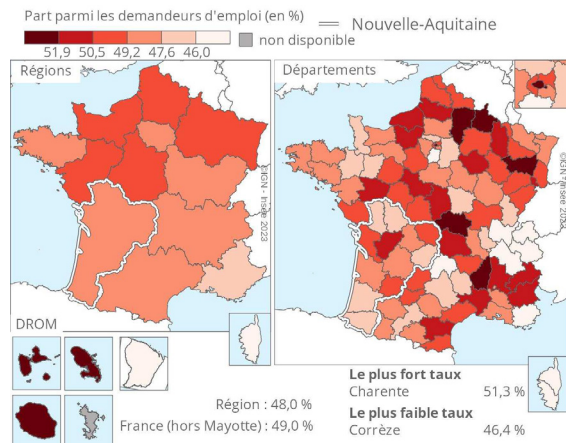 Part parmi les demandeurs d'emploi (en %)
Nouvelle-Aquitaine
non disponible
51,9 50,5 49,2 47,6 46,0
Régions
Départements
©IGN - Insee 2023
©IGN - Insee 2023
DROM
Région : 48,0 %
France (hors Mayotte) : 49,0 %
Le plus fort taux
Charente 51,3 %
Le plus faible taux
Corrèze 46,4 %